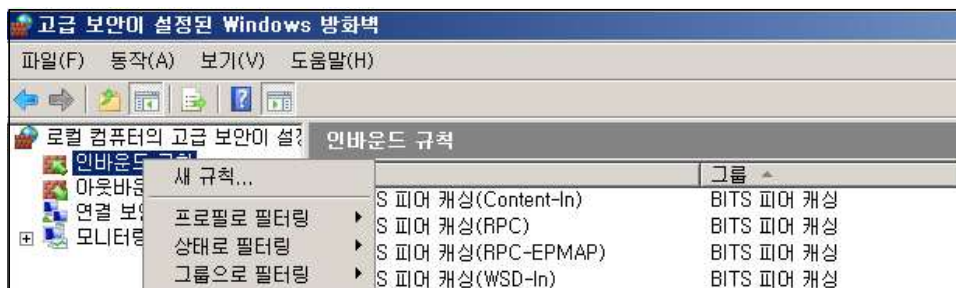 고급 보안이 설정된 Windows 방화벽
파일(F) 동작(A) 보기(V) 도움말(H)
로컬 컴퓨터의 고급 보안이
인바운드
아웃바운
연결
모니터링
새 규칙...
프로필로 필터링
상태로 필터링
그룹으로 필터링
인바운드 규칙
그룹
S 피어 캐싱(Content-In) BITS 피어 캐싱
S 피어 캐싱(RPC) BITS 피어 캐싱
S 피어 캐싱(RPC-EPMAP) BITS 피어 캐싱
S 피어 캐싱(WSD-In) BITS 피어 캐싱